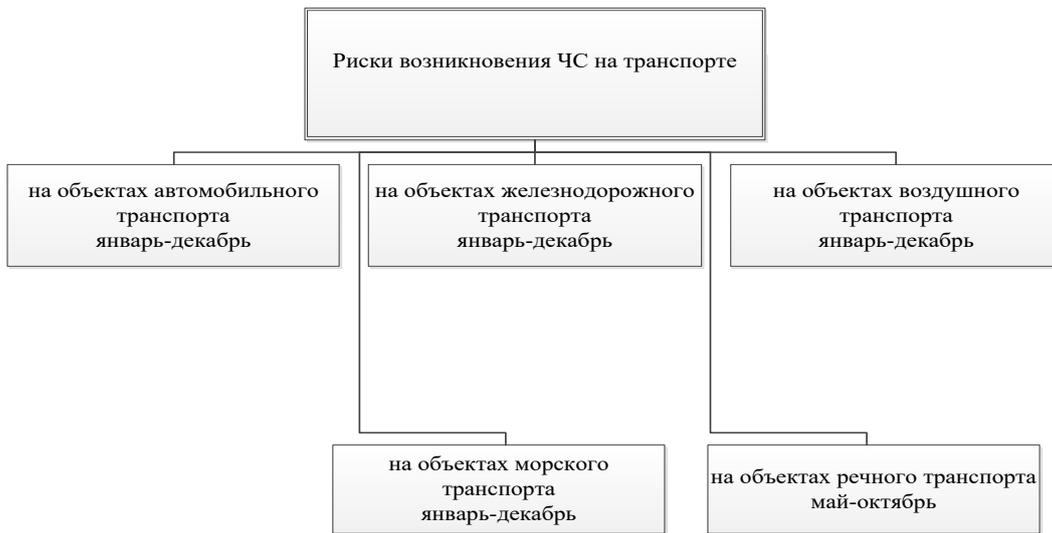 Риски возникновения ЧС на транспорте
на объектах автомобильного
транспорта
январь-декабрь
на объектах железнодорожного
транспорта
январь-декабрь
на объектах воздушного
транспорта
январь-декабрь
на объектах морского
транспорта
январь-декабрь
на объектах речного транспорта
май-октябрь